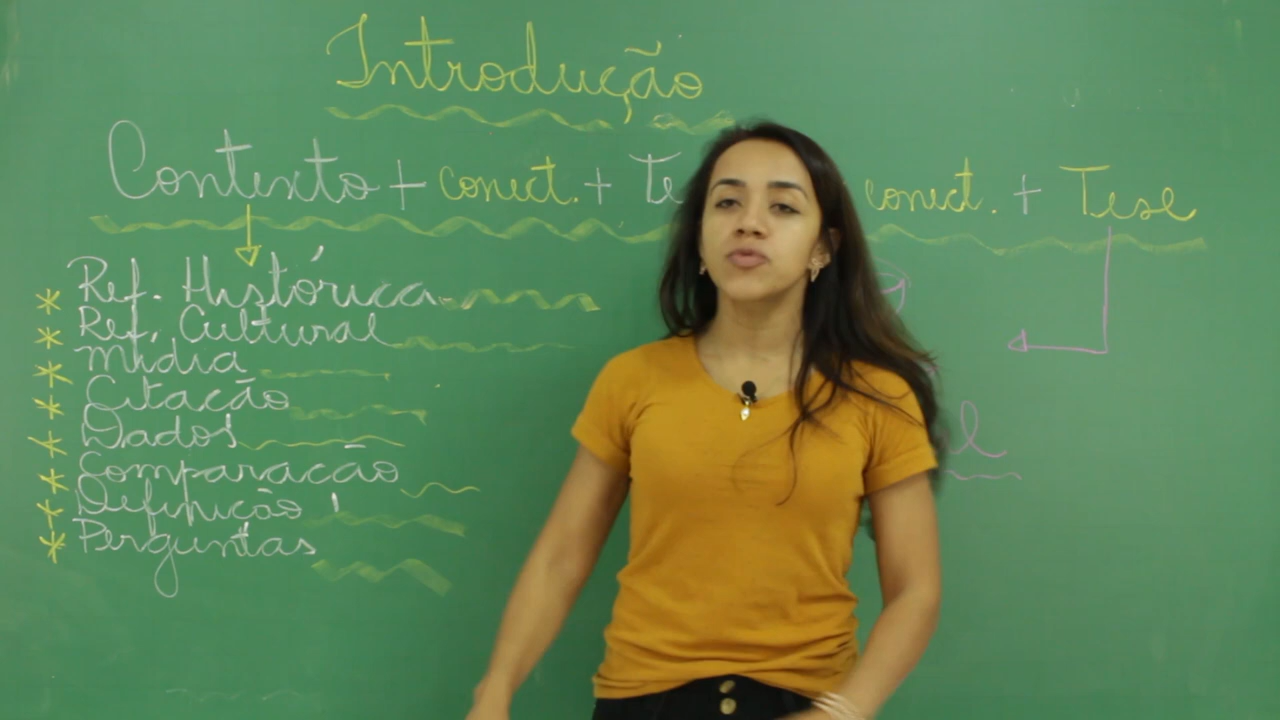 Introdução
Contexto + conect. + Te conect. + Tese
Ref. Histórica
Ref. Cultural
mídia
Citação
Dados
Comparação
Definição
Perguntas
l